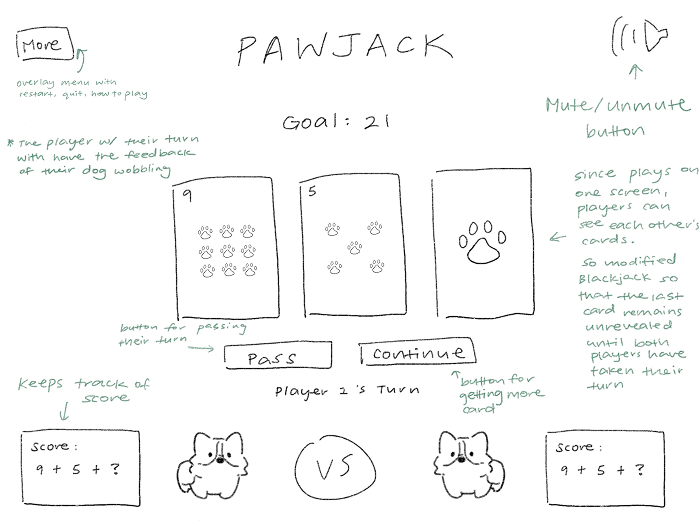 More
PAWJACK
overlay menu with
restart, quit, how to play
Mute/unmute
button
Goal: 21
* The player w/ their turn
with have the feedback
of their dog wobbling
9
5
since plays on
one screen,
players can
see each other's
cards.
So modified
Blackjack so
that the last
card remains
unrevealed
until both
players have
taken their
turn
button for passing
their turn
Pass
Continue
Player 2's Turn
button for
getting more
card
Keeps track of
score
Score:
9 + 5 + ?
VS
Score:
9 + 5 + ?